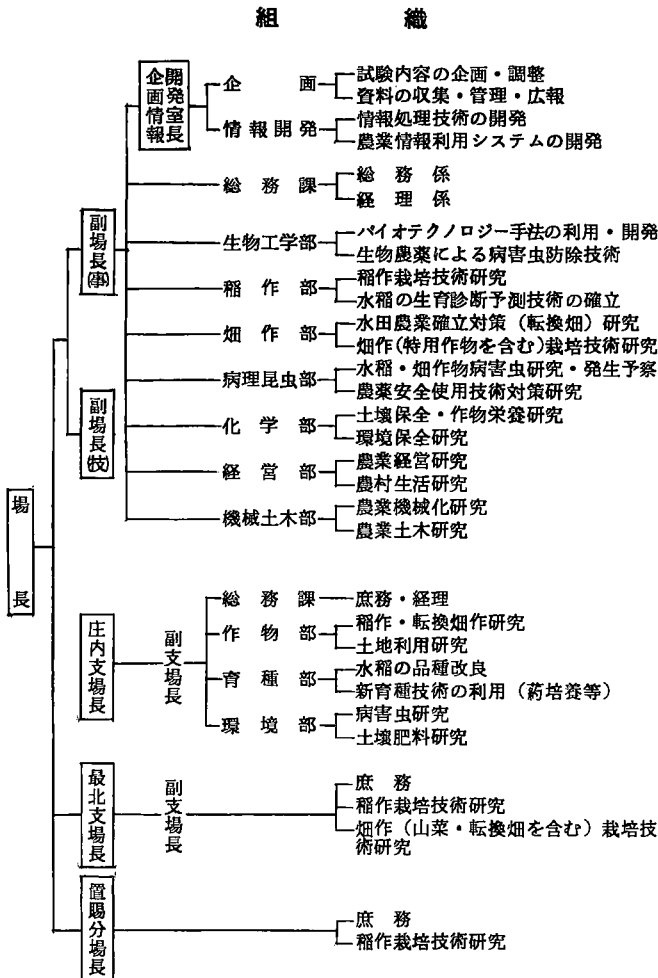 組織
開発室長
企画情報
企画
試験内容の企画・調整
資料の収集・管理・広報
情報開発
情報処理技術の開発
農業情報利用システムの開発
総務課
総務係
経理係
副場長(事)
生物工学部
バイオテクノロジー手法の利用・開発
生物農薬による病害虫防除技術
稲作部
稲作栽培技術研究
水稲の生育診断予測技術の確立
畑作部
水田農業確立対策(転換畑)研究
畑作(特用作物を含む)栽培技術研究
病理昆虫部
水稲・畑作物病害虫研究・発生予察
農薬安全使用技術対策研究
副場長(技)
化学部
土壌保全・作物栄養研究
環境保全研究
経営部
農業経営研究
農村生活研究
機械土木部
農業機械化研究
農業土木研究
場長
庄内支場長
副支場長
総務課
庶務・経理
作物部
稲作・転換畑作研究
土地利用研究
育種部
水稲の品種改良
新育種技術の利用(葯培養等)
環境部
病害虫研究
土壌肥料研究
最北支場長
副支場長
庶務
稲作栽培技術研究
畑作(山菜・転換畑を含む)栽培技
術研究
置賜分場長
庶務
稲作栽培技術研究